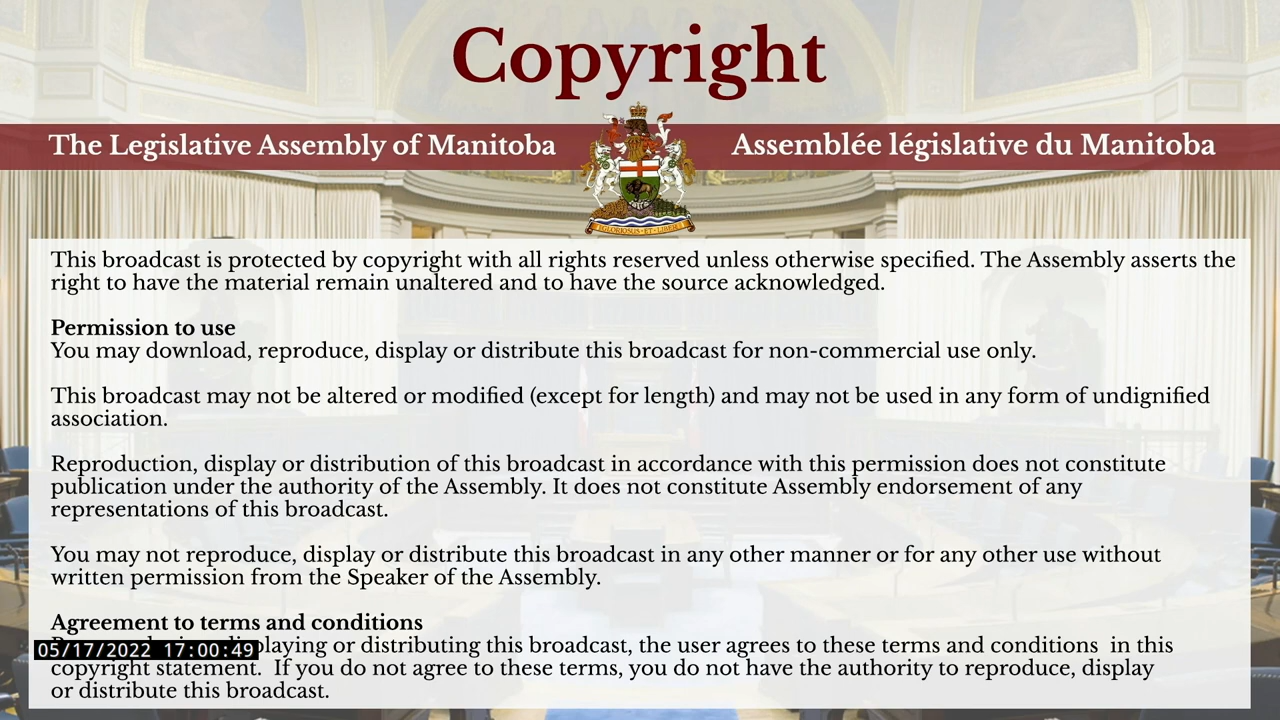 Copyright
The Legislative Assembly of Manitoba
Assemblée législative du Manitoba
GLORIOSUS · ET · LIBER
This broadcast is protected by copyright with all rights reserved unless otherwise specified. The Assembly asserts the
right to have the material remain unaltered and to have the source acknowledged.
Permission to use
You may download, reproduce, display or distribute this broadcast for non-commercial use only.
This broadcast may not be altered or modified (except for length) and may not be used in any form of undignified
association.
Reproduction, display or distribution of this broadcast in accordance with this permission does not constitute
publication under the authority of the Assembly. It does not constitute Assembly endorsement of any
representations of this broadcast.
You may not reproduce, display or distribute this broadcast in any other manner or for any other use without
written permission from the Speaker of the Assembly.
Agreement to terms and conditions
or distributing this broadcast, the user agrees to these terms and conditions in this
05/17/2022 17:00:49
copyright statement. If you do not agree to these terms, you do not have the authority to reproduce, display
or distribute this broadcast.